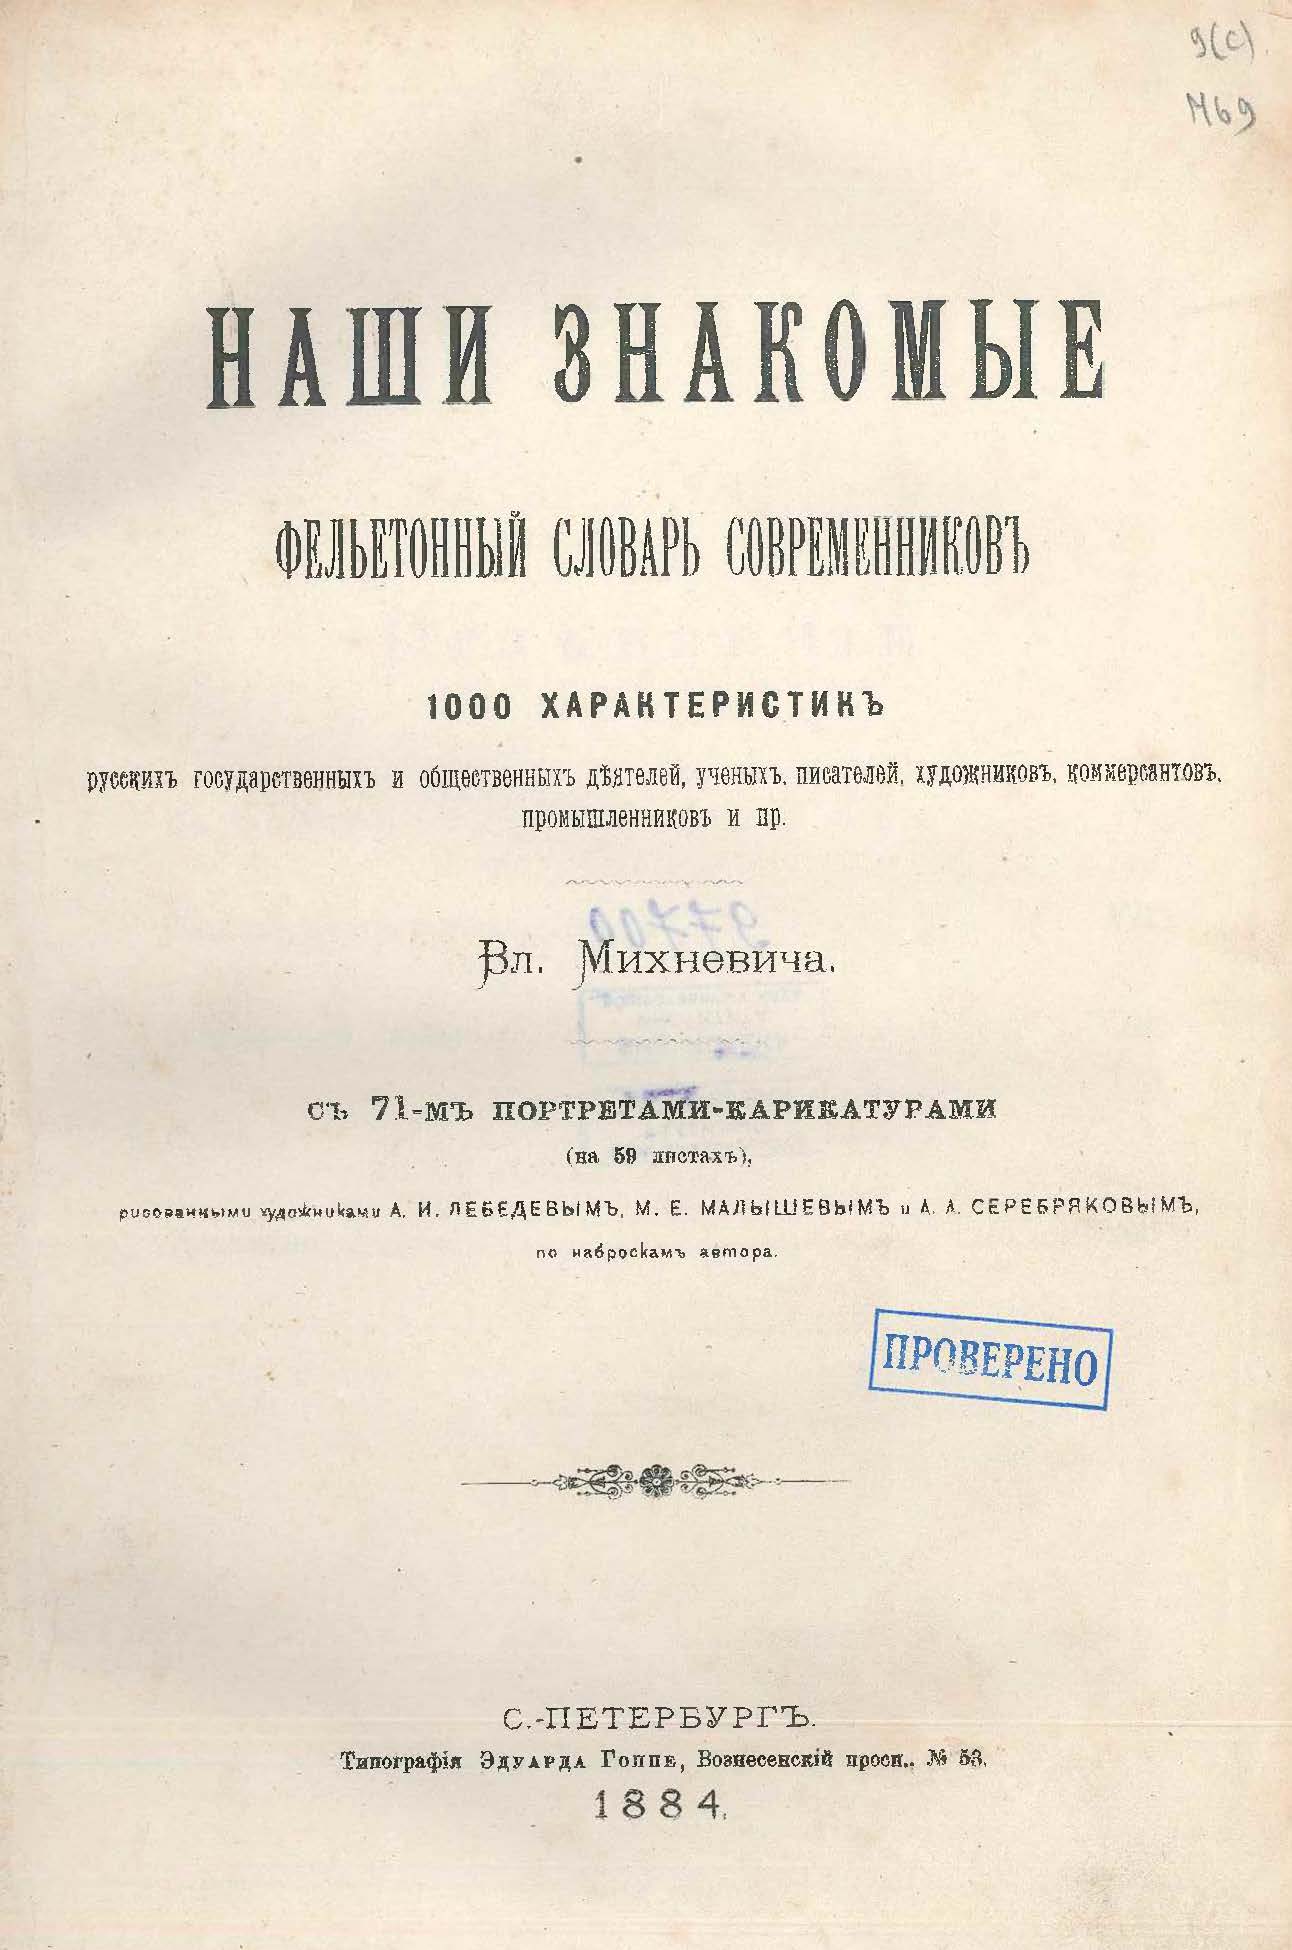 9(с)
М69
НАШИ ЗНАКОМЫЕ
ФЕЛЬЕТОННЫЙ СЛОВАРЬ СОВРЕМЕННИКОВЪ
1000 ХАРАКТЕРИСТИКЪ
русскихъ государственныхъ и общественныхъ дѣятелей, ученыхъ, писателей, художниковъ, коммерсантовъ,
промышленниковъ и пр.
97700
Вл. Михневича.
СЪ 71-МЪ ПОРТРЕТАМИ-КАРИКАТУРАМИ
(на 59 листахъ),
рисованными художниками А. И. ЛЕБЕДЕВЫМЪ, М. Е. МАЛЫШЕВЫМЪ и А. А. СЕРЕБРЯКОВЫМЪ,
по наброскамъ автора.
ПРОВЕРЕНО
С.-ПЕТЕРБУРГЪ.
Типографія Эдуарда Гоппе, Вознесенскій просп., № 53.
1884.